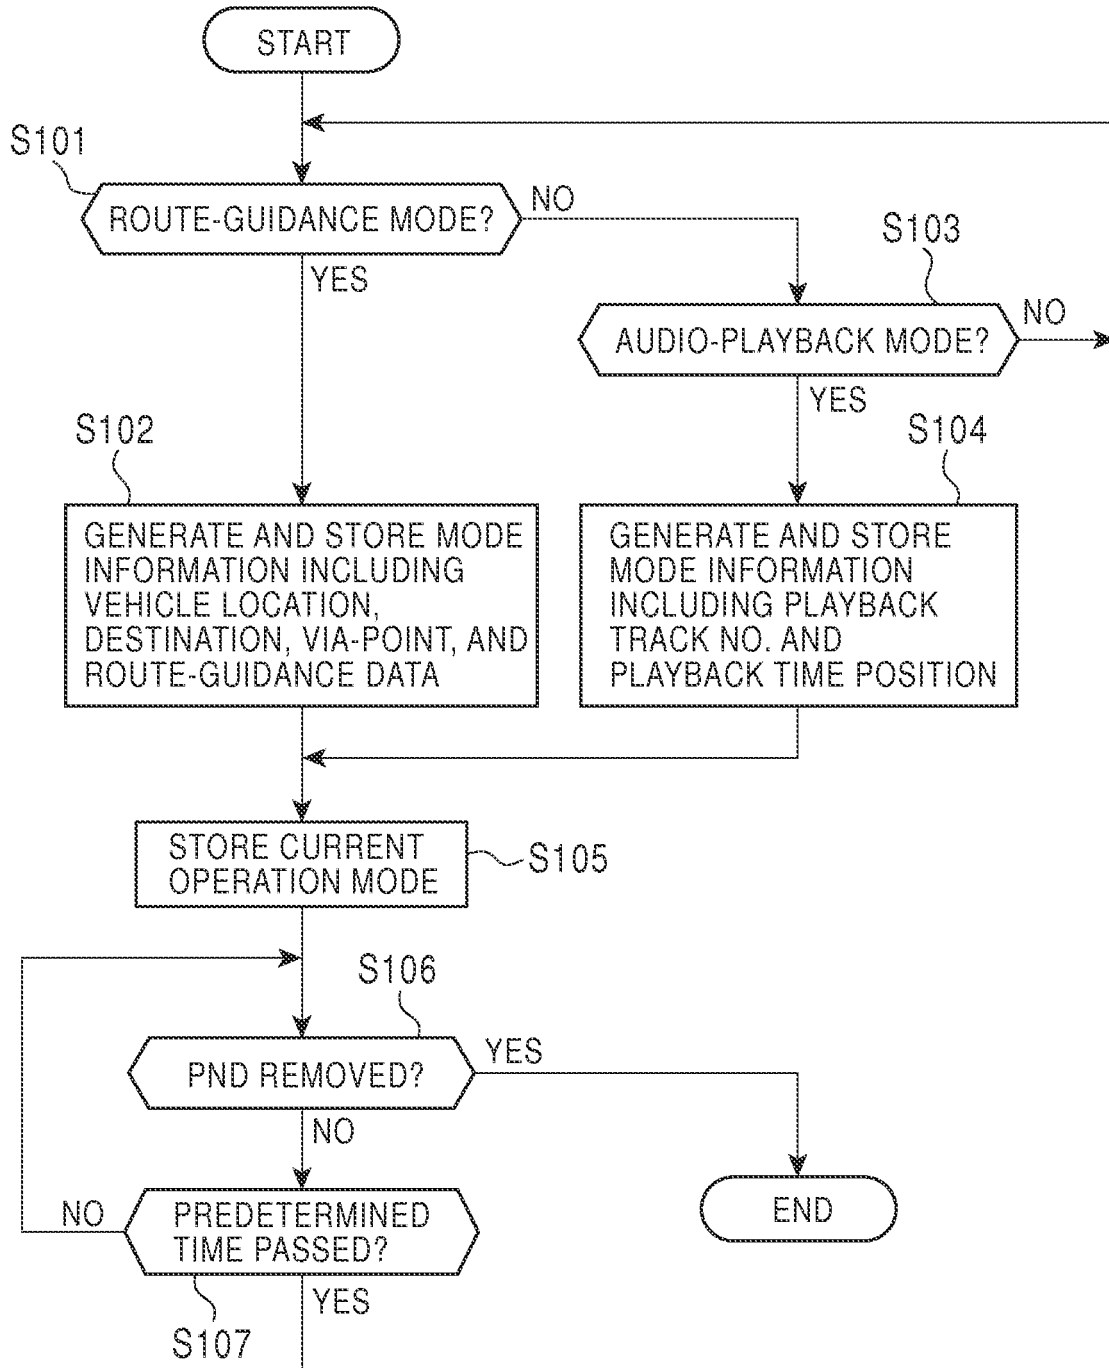 START
S101
ROUTE-GUIDANCE MODE?
NO
YES
S103
AUDIO-PLAYBACK MODE?
NO
YES
S102
GENERATE AND STORE MODE
INFORMATION INCLUDING
VEHICLE LOCATION,
DESTINATION, VIA-POINT, AND
ROUTE-GUIDANCE DATA
S104
GENERATE AND STORE
MODE INFORMATION
INCLUDING PLAYBACK
TRACK NO. AND
PLAYBACK TIME POSITION
STORE CURRENT
OPERATION MODE
S105
S106
PND REMOVED?
YES
NO
END
PREDETERMINED
TIME PASSED?
NO
YES
S107